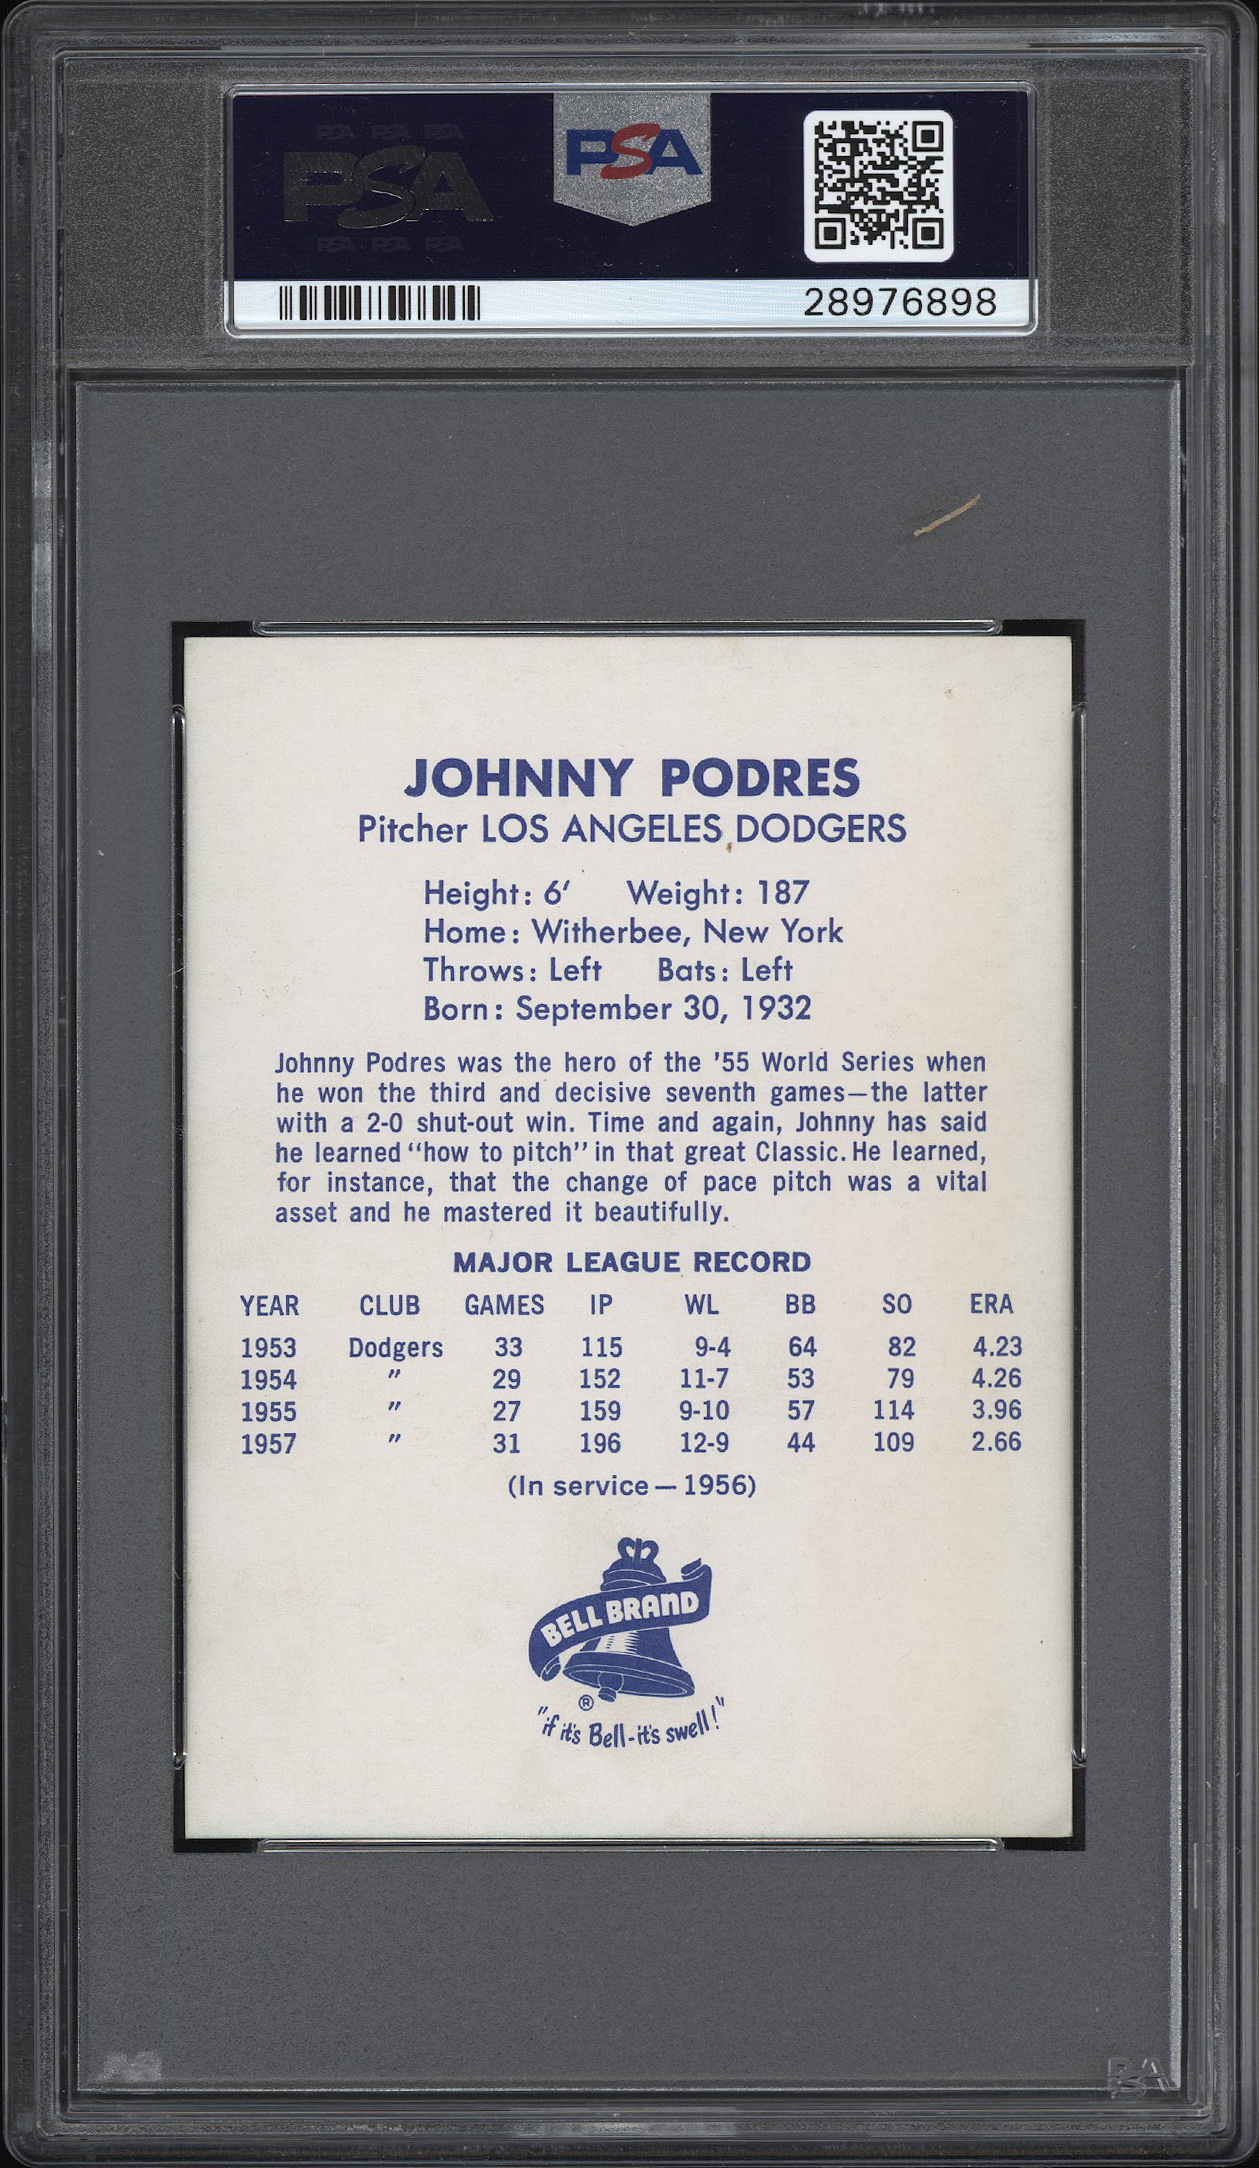 PSA PSA PSA
PSA
PSA PSA PSA
PSA
28976898
JOHNNY PODRES
Pitcher LOS ANGELES DODGERS
Height: 6′ Weight: 187
Home: Witherbee, New York
Throws: Left Bats: Left
Born: September 30, 1932
Johnny Podres was the hero of the '55 World Series when
he won the third and decisive seventh games—the latter
with a 2-0 shut-out win. Time and again, Johnny has said
he learned "how to pitch" in that great Classic. He learned,
for instance, that the change of pace pitch was a vital
asset and he mastered it beautifully.
MAJOR LEAGUE RECORD
YEAR CLUB GAMES IP WL BB SO ERA
1953 Dodgers 33 115 9-4 64 82 4.23
1954 " 29 152 11-7 53 79 4.26
1955 " 27 159 9-10 57 114 3.96
1957 " 31 196 12-9 44 109 2.66
(In service — 1956)
BELL BRAND
®
"if it's Bell-it's swell!"
PSA